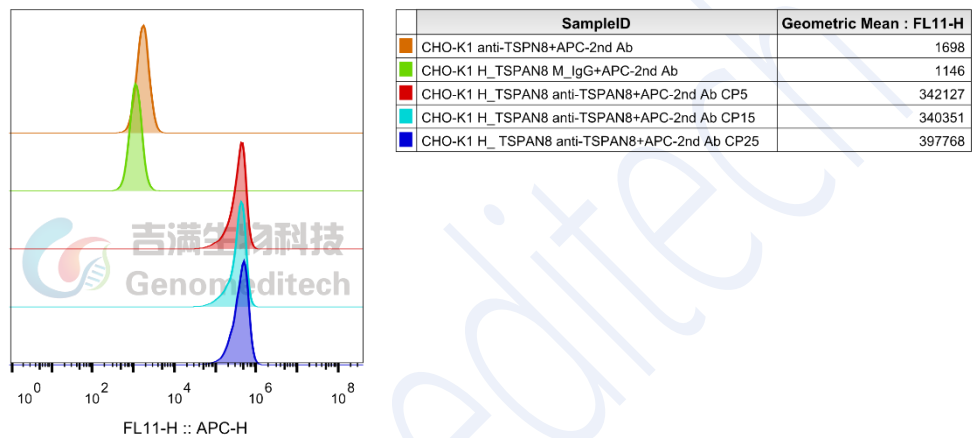 SampleID Geometric Mean : FL11-H
CHO-K1 anti-TSPN8+APC-2nd Ab 1698
CHO-K1 H_TSPAN8 M_IgG+APC-2nd Ab 1146
CHO-K1 H_TSPAN8 anti-TSPAN8+APC-2nd Ab CP5 342127
CHO-K1 H_TSPAN8 anti-TSPAN8+APC-2nd Ab CP15 340351
CHO-K1 H_ TSPAN8 anti-TSPAN8+APC-2nd Ab CP25 397768
吉满生物科技
Genomeditech
10^0 10^2 10^4 10^6 10^8
FL11-H :: APC-H
editech